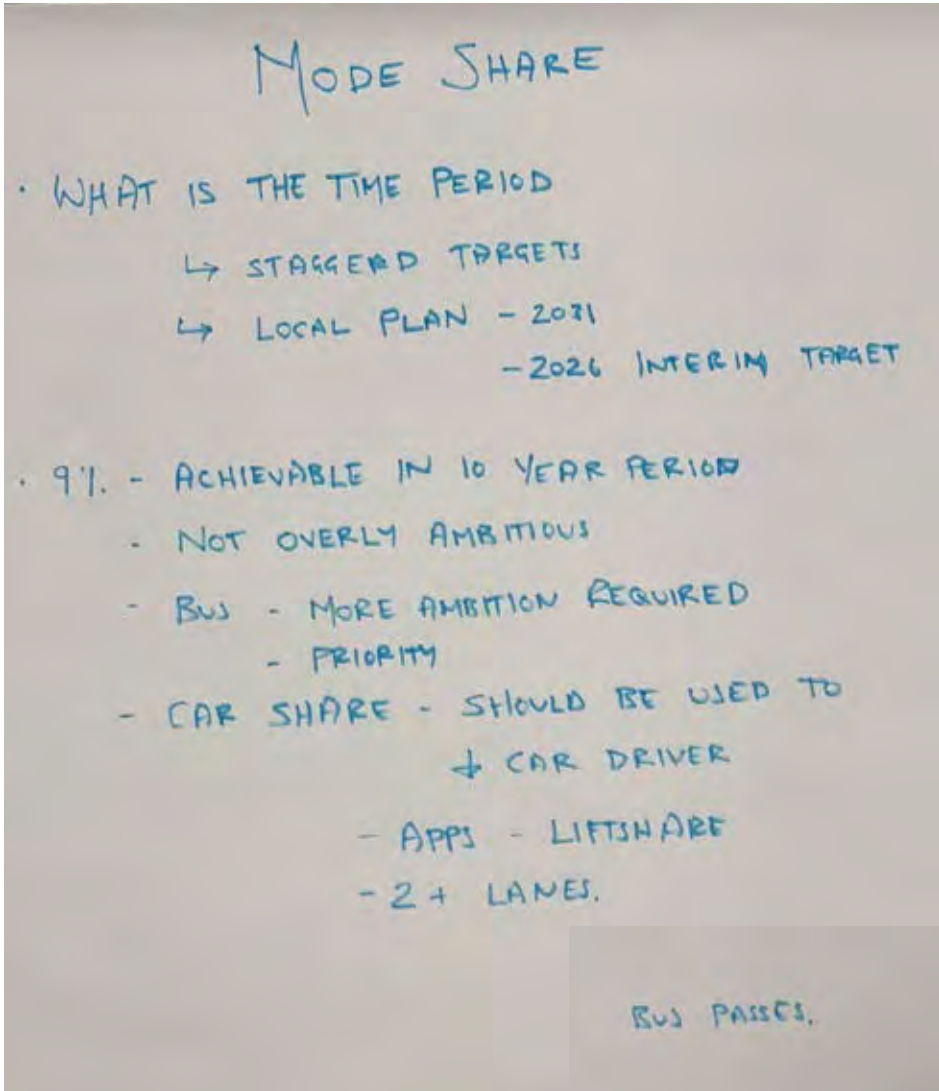 MODE SHARE
· WHAT IS THE TIME PERIOD
↳ STAGGERD TARGETS
↳ LOCAL PLAN - 2031
- 2026 INTERIM TARGET
· 9% - ACHIEVABLE IN 10 YEAR PERIOD
- NOT OVERLY AMBITIOUS
- BUS - MORE AMBITION REQUIRED
- PRIORITY
- CAR SHARE - SHOULD BE USED TO
↓ CAR DRIVER
- APPS - LIFTSHARE
- 2+ LANES.
BUS PASSES.